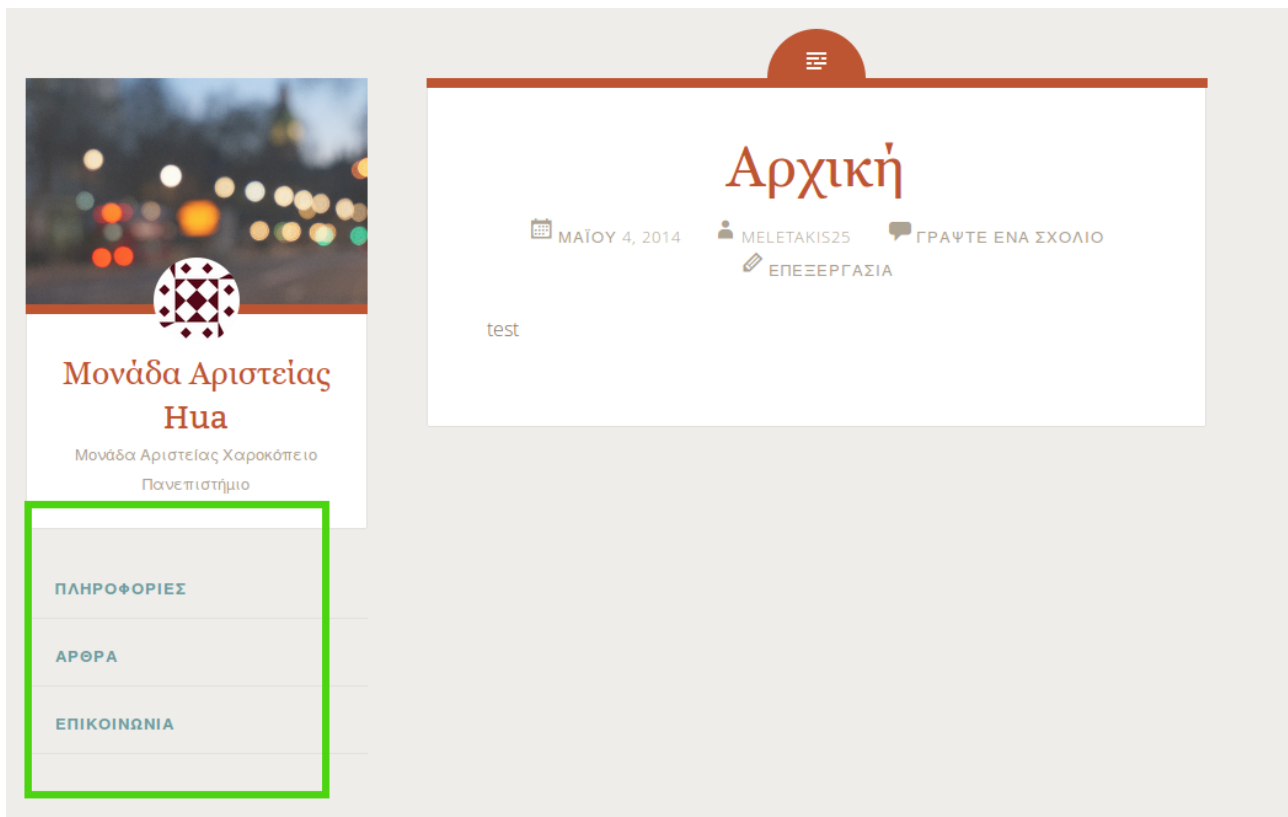 Μονάδα Αριστείας
Hua
Μονάδα Αριστείας Χαροκόπειο
Πανεπιστήμιο
ΠΛΗΡΟΦΟΡΙΕΣ
ΑΡΘΡΑ
ΕΠΙΚΟΙΝΩΝΙΑ
Αρχική
ΜΑΪΟΥ 4, 2014 MELETAKIS25 ΓΡΑΨΤΕ ΕΝΑ ΣΧΟΛΙΟ
ΕΠΕΞΕΡΓΑΣΙΑ
test